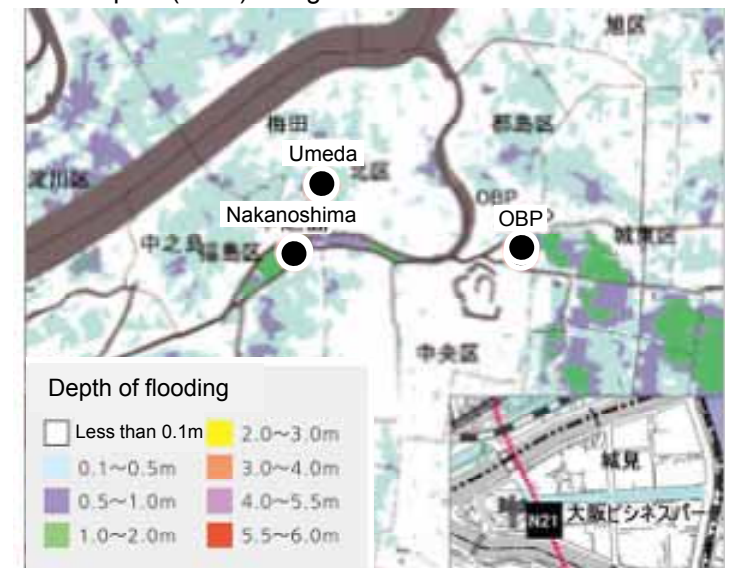 旭区
梅田
都島区
Umeda
北区
淀川区
OBP
Nakanoshima
OBP
城東区
中之島
福島区
中央区
Depth of flooding
Less than 0.1m
2.0～3.0m
0.1～0.5m
3.0～4.0m
0.5～1.0m
4.0～5.5m
1.0～2.0m
5.5～6.0m
城見
N21
大阪ビジネスパー